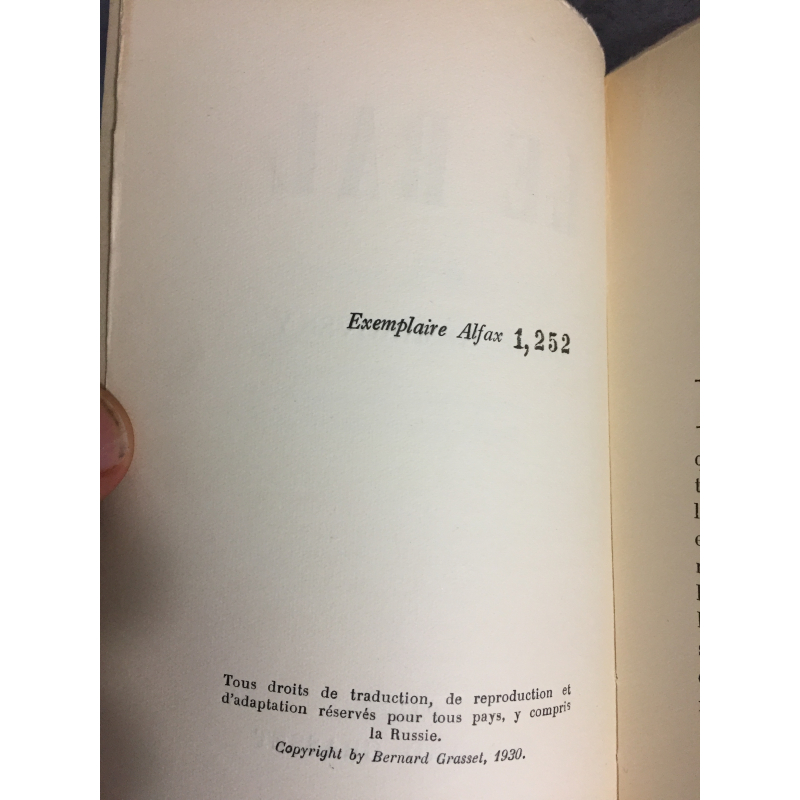 Exemplaire Alfax 1,252
Tous droits de traduction, de reproduction et
d'adaptation réservés pour tous pays, y compris
la Russie.
Copyright by Bernard Grasset, 1930.